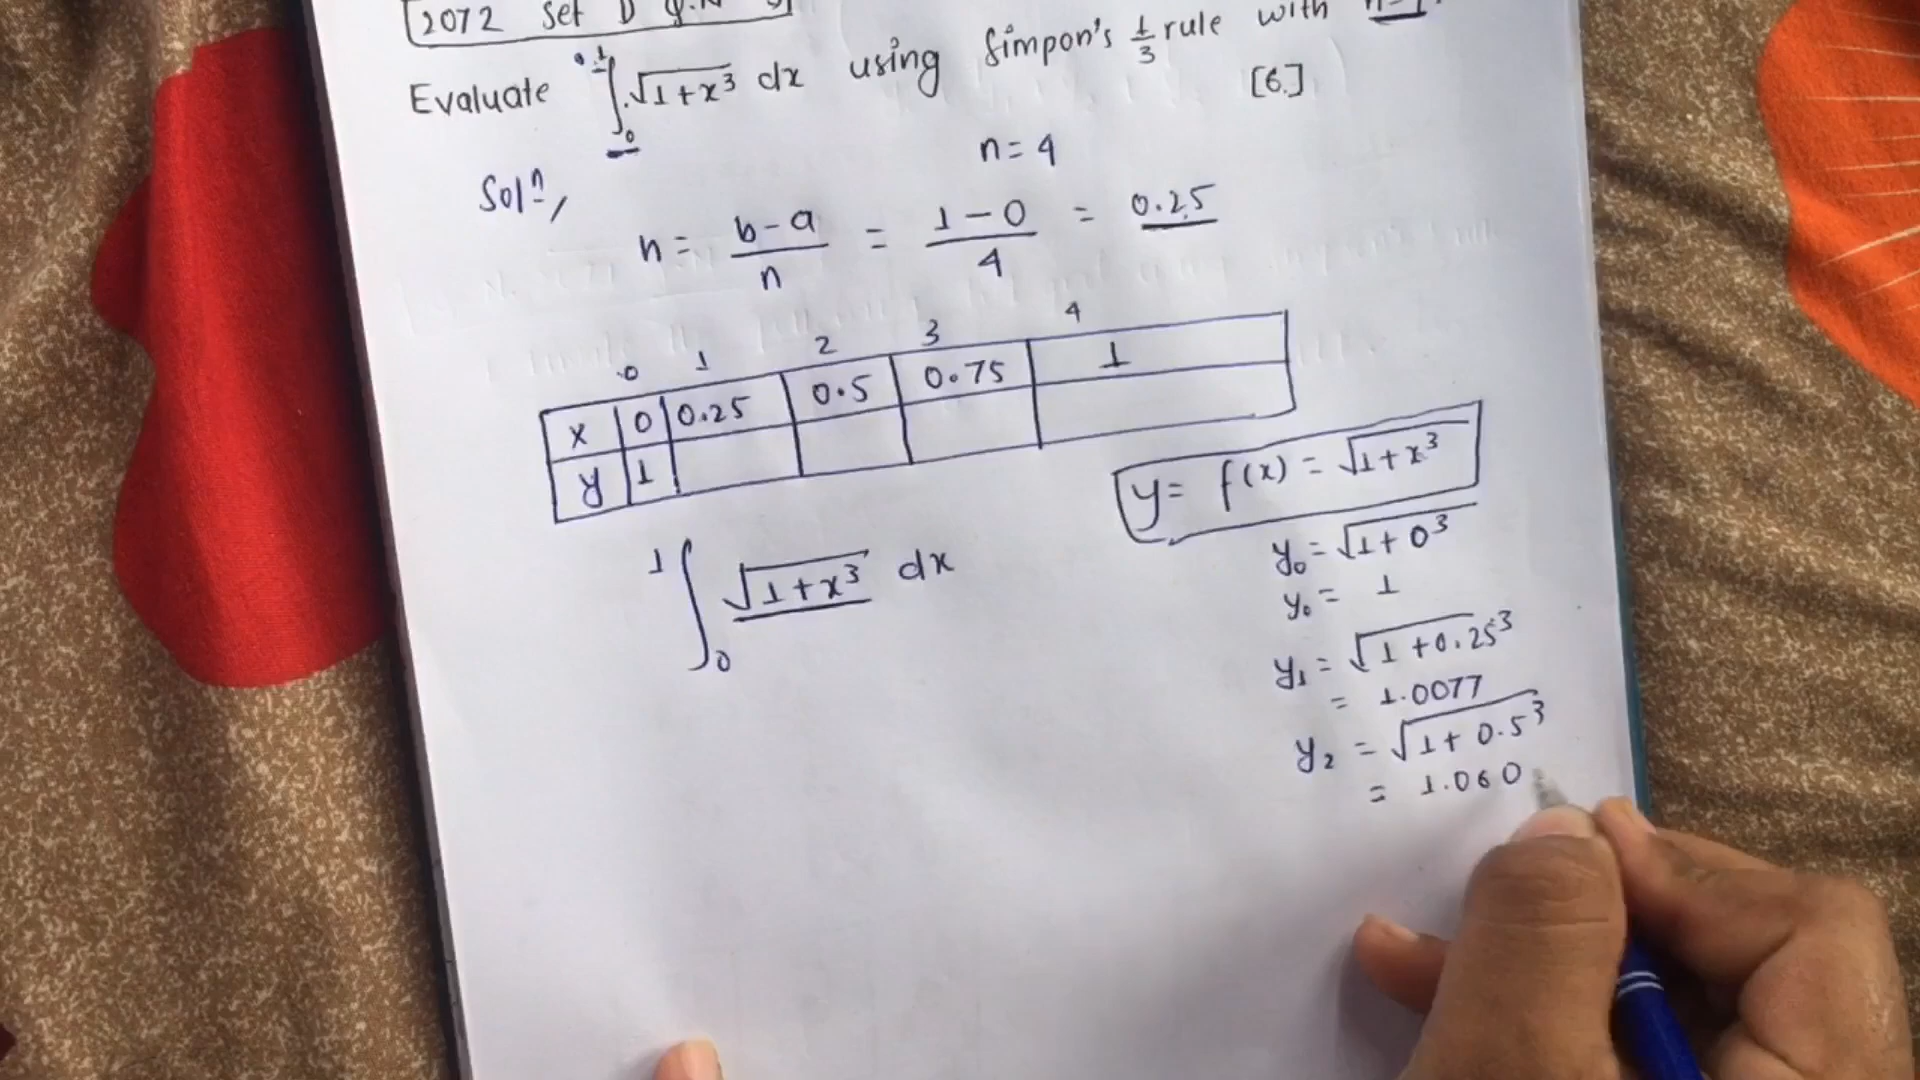 2072 Set D Q.N
Evaluate ∫₀¹ √1+x³ dx using Simpon's 1/3 rule with
[6.]
n= 4
Solⁿ,
h = b-a/n = 1-0/4 = 0.25
0 1 2 3 4
x 0 0.25 0.5 0.75 1
y 1
y= f(x) = √1+x³
∫₀¹ √1+x³ dx
y₀ = √1+0³
y₀ = 1
y₁ = √1+0.25³
= 1.0077
y₂ = √1+0.5³
= 1.060